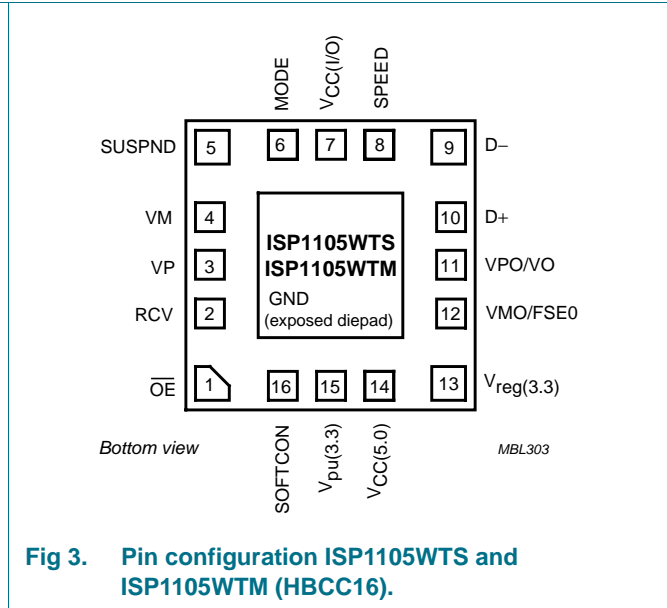 MODE
VCC(I/O)
SPEED
SUSPND 5 6 7 8 9 D−
VM 4 10 D+
ISP1105WTS
VP 3 ISP1105WTM 11 VPO/VO
GND
RCV 2 (exposed diepad) 12 VMO/FSE0
OE 1 16 15 14 13 Vreg(3.3)
Bottom view
SOFTCON
Vpu(3.3)
VCC(5.0)
MBL303
Fig 3. Pin configuration ISP1105WTS and
ISP1105WTM (HBCC16).